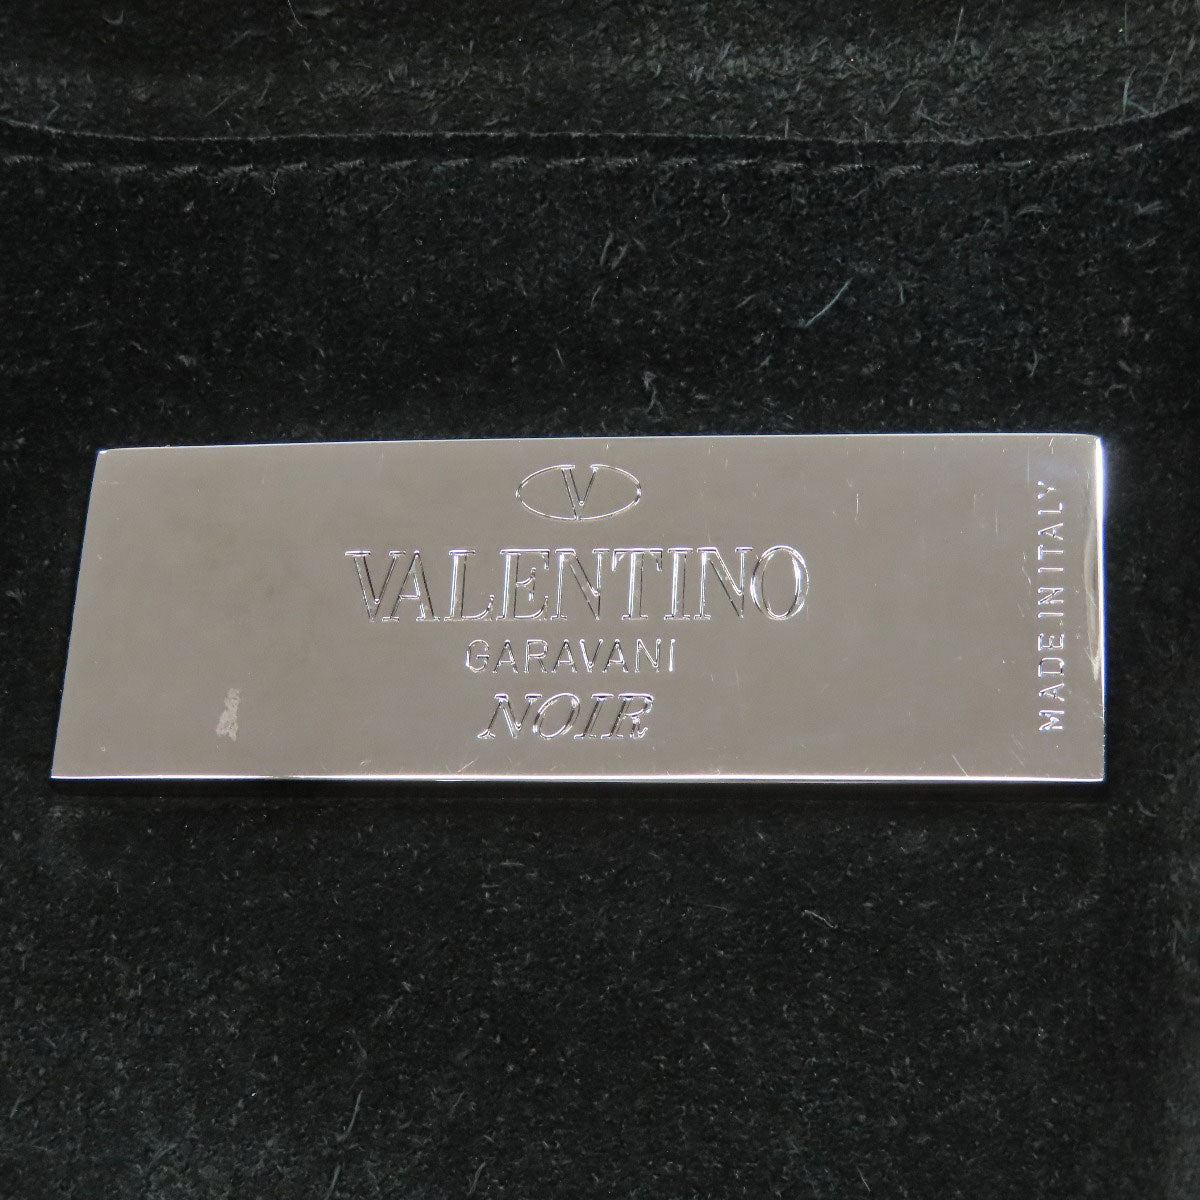 V
VALENTINO
GARAVANI
NOIR
MADE IN ITALY